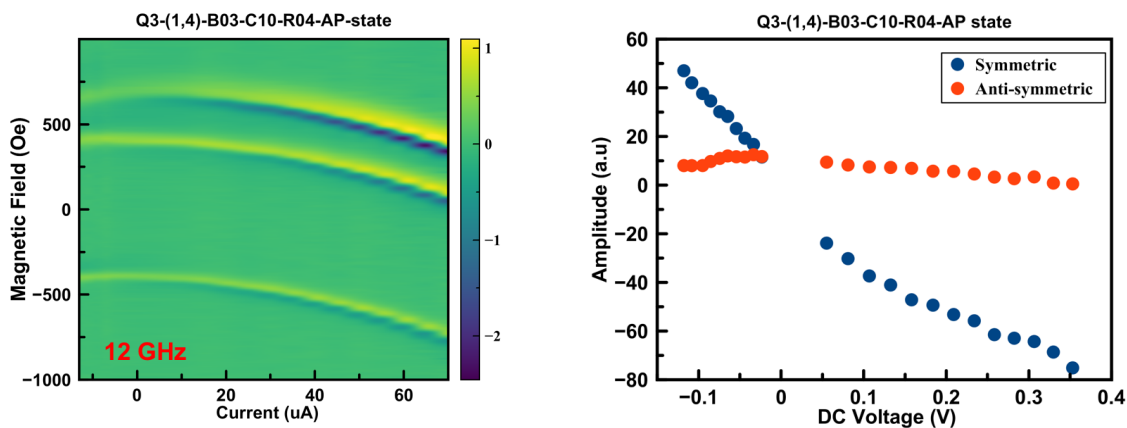 Q3-(1,4)-B03-C10-R04-AP-state
Magnetic Field (Oe)
500
0
−500
−1000
12 GHz
0
20
40
60
Current (uA)
1
0
−1
−2
Q3-(1,4)-B03-C10-R04-AP state
Amplitude (a.u)
60
40
20
0
−20
−40
−60
−80
Symmetric
Anti-symmetric
−0.1
0
0.1
0.2
0.3
0.4
DC Voltage (V)